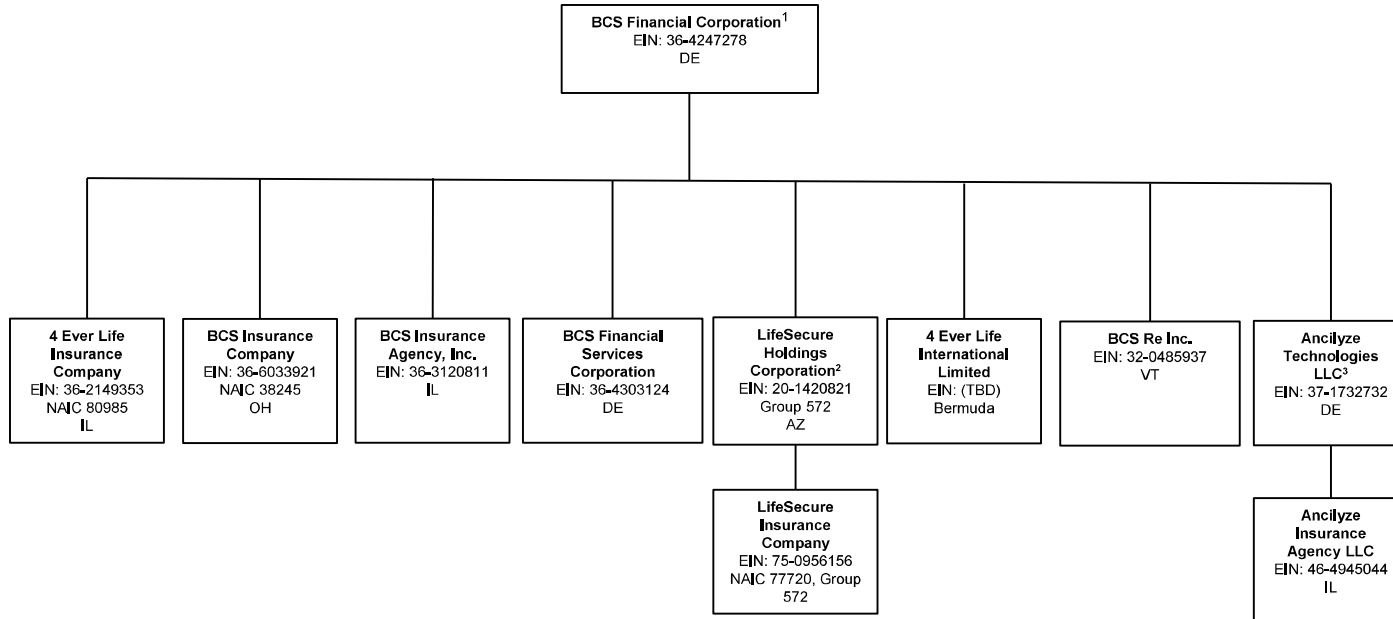 BCS Financial Corporation¹
EIN: 36-4247278
DE
4 Ever Life
Insurance
Company
EIN: 36-2149353
NAIC 80985
IL
BCS Insurance
Company
EIN: 36-6033921
NAIC 38245
OH
BCS Insurance
Agency, Inc.
EIN: 36-3120811
IL
BCS Financial
Services
Corporation
EIN: 36-4303124
DE
LifeSecure
Holdings
Corporation²
EIN: 20-1420821
Group 572
AZ
4 Ever Life
International
Limited
EIN: (TBD)
Bermuda
BCS Re Inc.
EIN: 32-0485937
VT
Ancilyze
Technologies
LLC³
EIN: 37-1732732
DE
LifeSecure
Insurance
Company
EIN: 75-0956156
NAIC 77720, Group
572
Ancilyze
Insurance
Agency LLC
EIN: 46-4945044
IL